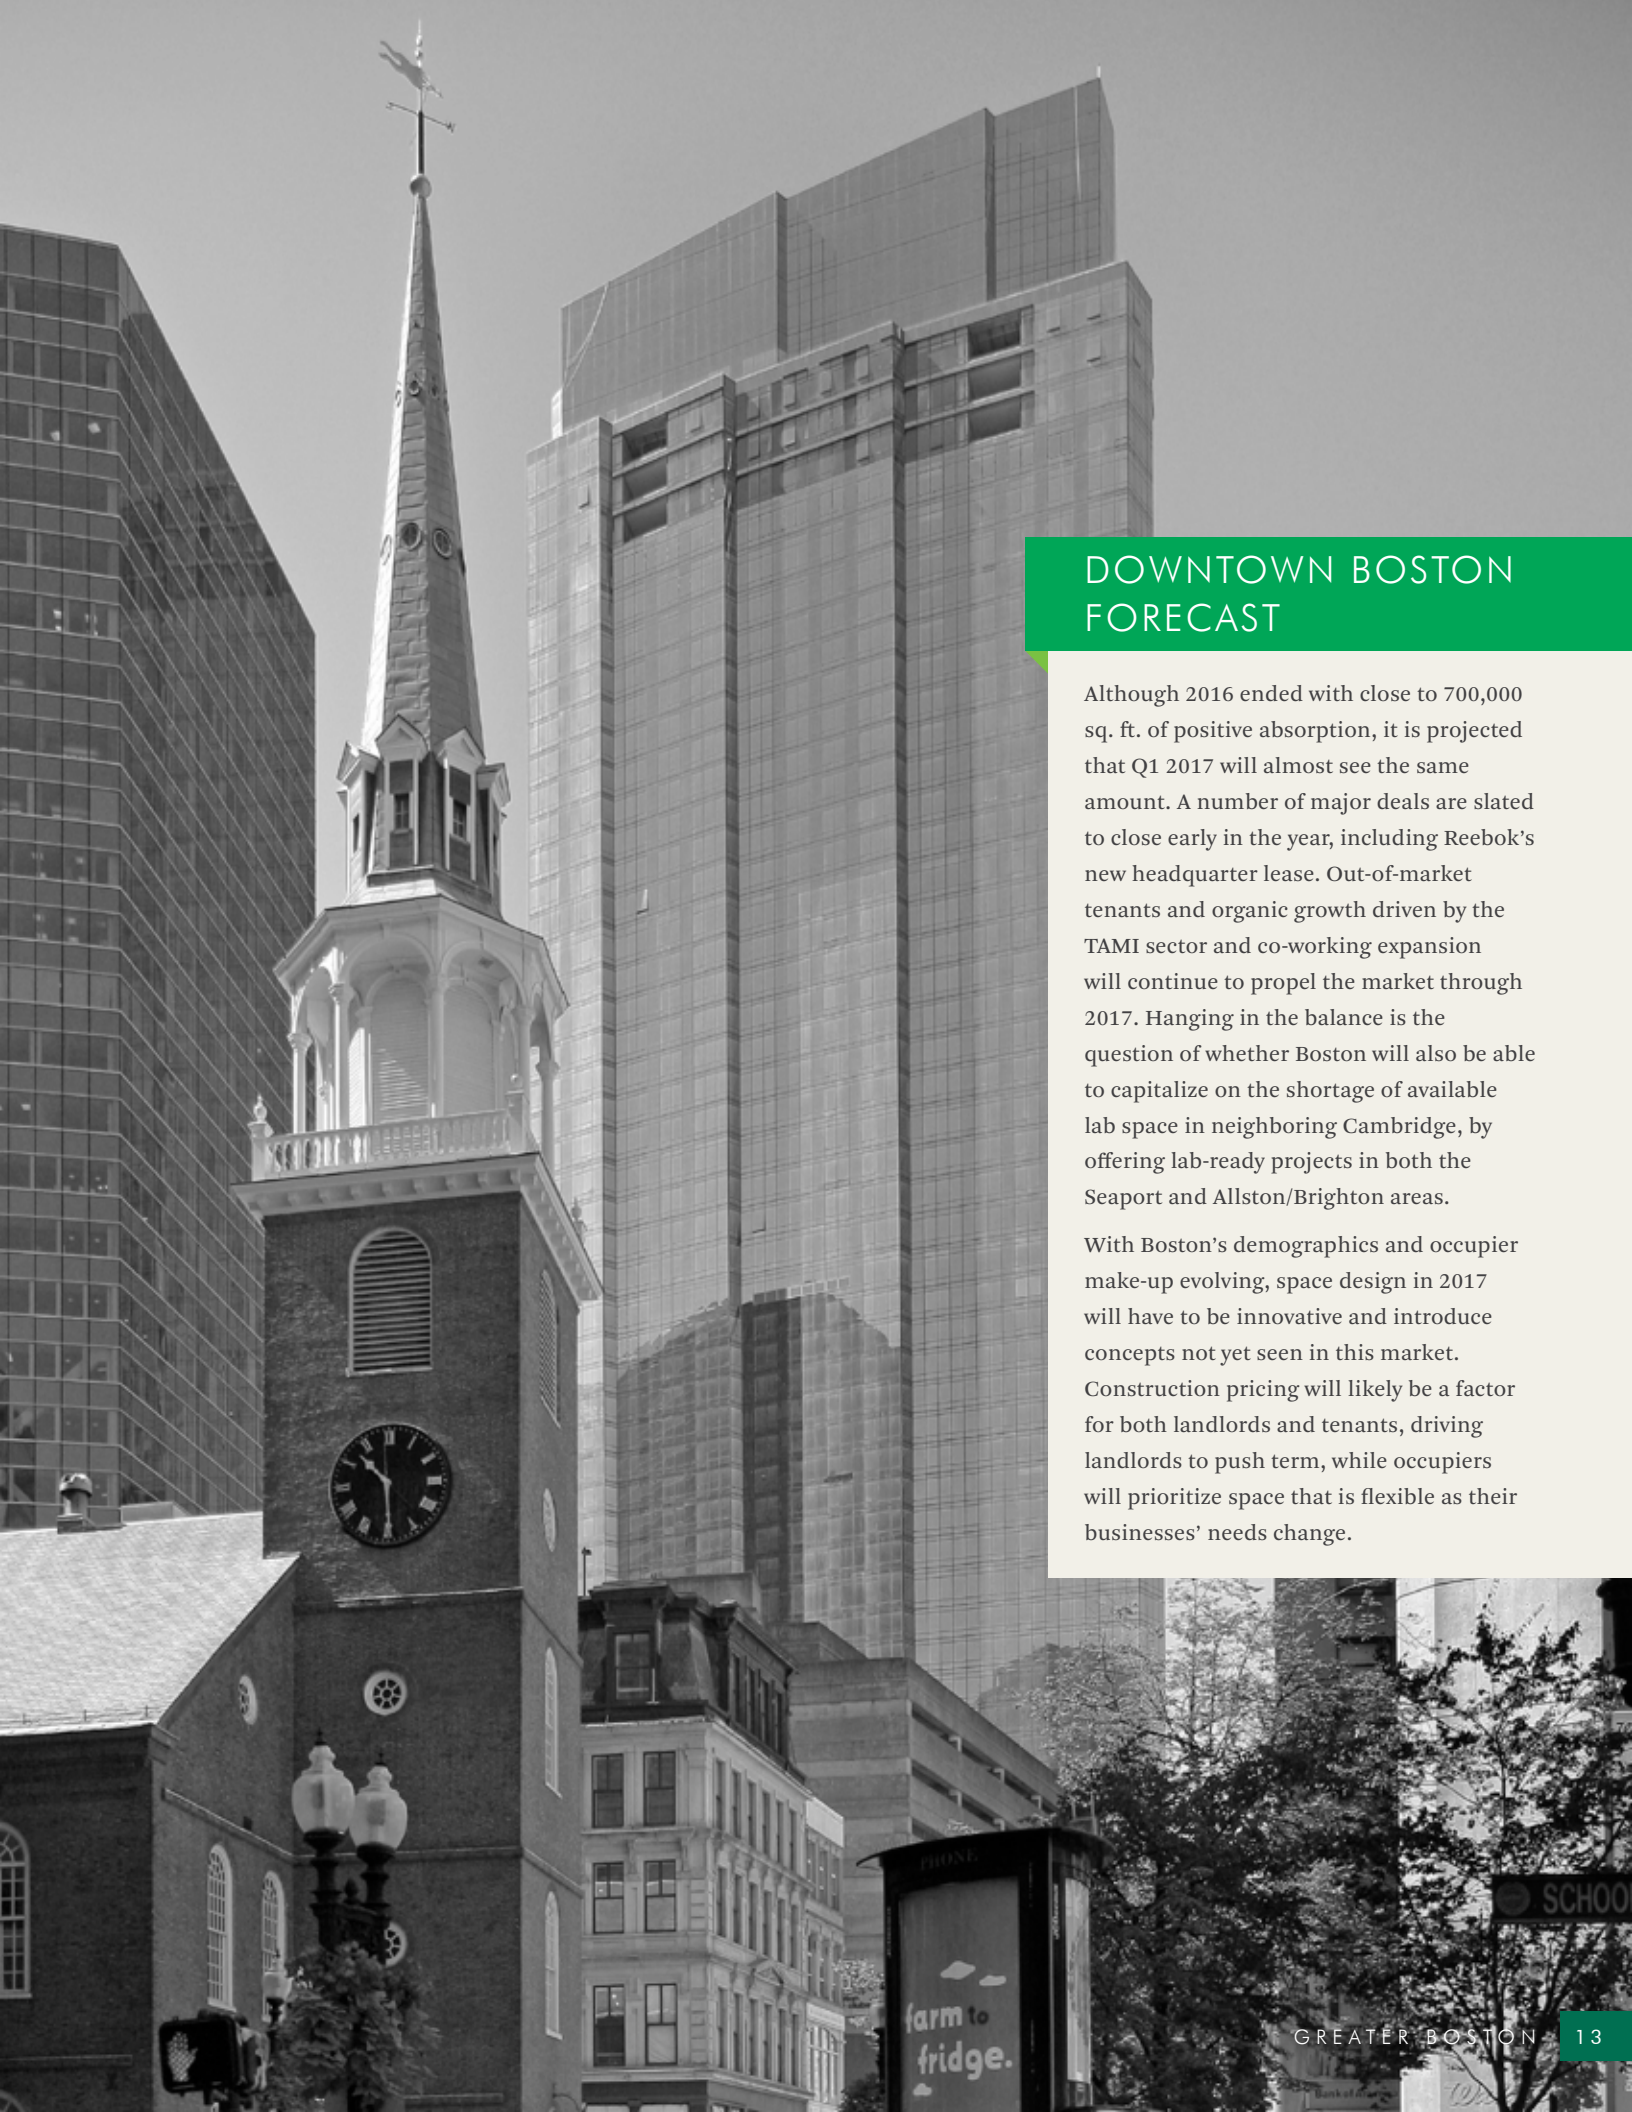 DOWNTOWN BOSTON
FORECAST
Although 2016 ended with close to 700,000
sq. ft. of positive absorption, it is projected
that Q1 2017 will almost see the same
amount. A number of major deals are slated
to close early in the year, including Reebok’s
new headquarter lease. Out-of-market
tenants and organic growth driven by the
TAMI sector and co-working expansion
will continue to propel the market through
2017. Hanging in the balance is the
question of whether Boston will also be able
to capitalize on the shortage of available
lab space in neighboring Cambridge, by
offering lab-ready projects in both the
Seaport and Allston/Brighton areas.
With Boston’s demographics and occupier
make-up evolving, space design in 2017
will have to be innovative and introduce
concepts not yet seen in this market.
Construction pricing will likely be a factor
for both landlords and tenants, driving
landlords to push term, while occupiers
will prioritize space that is flexible as their
businesses’ needs change.
PHONE
SCHOO
farm to
fridge.
GREATER BOSTON 13